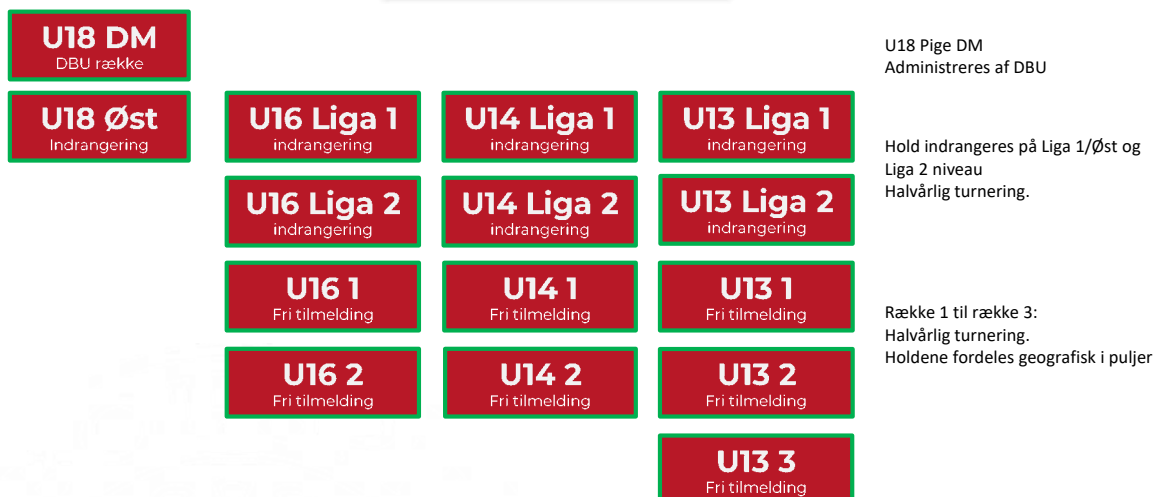 U18 DM
DBU række
U18 Pige DM
Administreres af DBU
U18 Øst
Indrangering
U16 Liga 1
indrangering
U14 Liga 1
indrangering
U13 Liga 1
indrangering
Hold indrangeres på Liga 1/Øst og
Liga 2 niveau
Halvårlig turnering.
U16 Liga 2
indrangering
U14 Liga 2
indrangering
U13 Liga 2
indrangering
U16 1
Fri tilmelding
U14 1
Fri tilmelding
U13 1
Fri tilmelding
Række 1 til række 3:
Halvårlig turnering.
Holdene fordeles geografisk i puljer
U16 2
Fri tilmelding
U14 2
Fri tilmelding
U13 2
Fri tilmelding
U13 3
Fri tilmelding